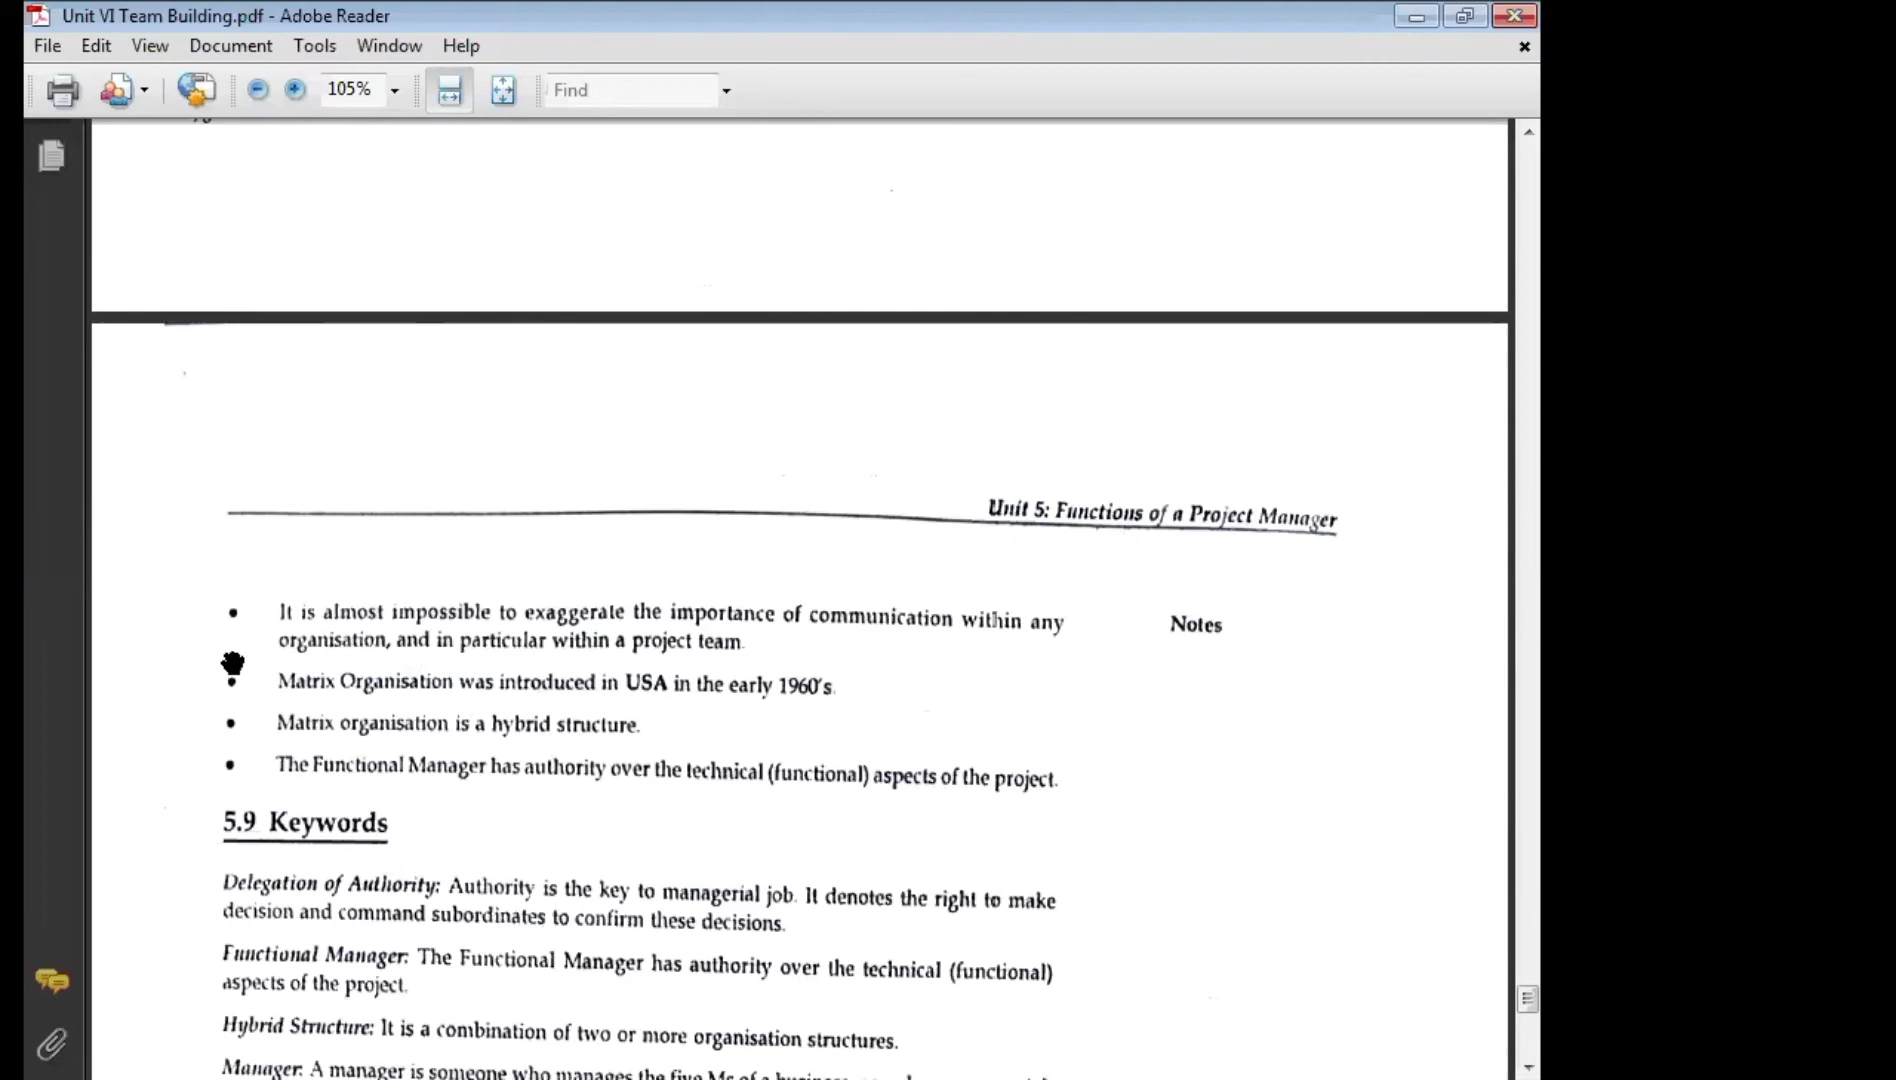 Unit VI Team Building.pdf - Adobe Reader
File Edit View Document Tools Window Help
105%
Find
Unit 5: Functions of a Project Manager
• It is almost impossible to exaggerate the importance of communication within any
organisation, and in particular within a project team.
Notes
• Matrix Organisation was introduced in USA in the early 1960's.
• Matrix organisation is a hybrid structure.
• The Functional Manager has authority over the technical (functional) aspects of the project.
5.9 Keywords
Delegation of Authority: Authority is the key to managerial job. It denotes the right to make
decision and command subordinates to confirm these decisions.
Functional Manager: The Functional Manager has authority over the technical (functional)
aspects of the project.
Hybrid Structure: It is a combination of two or more organisation structures.
Manager: A manager is someone who manages the five Ms of a